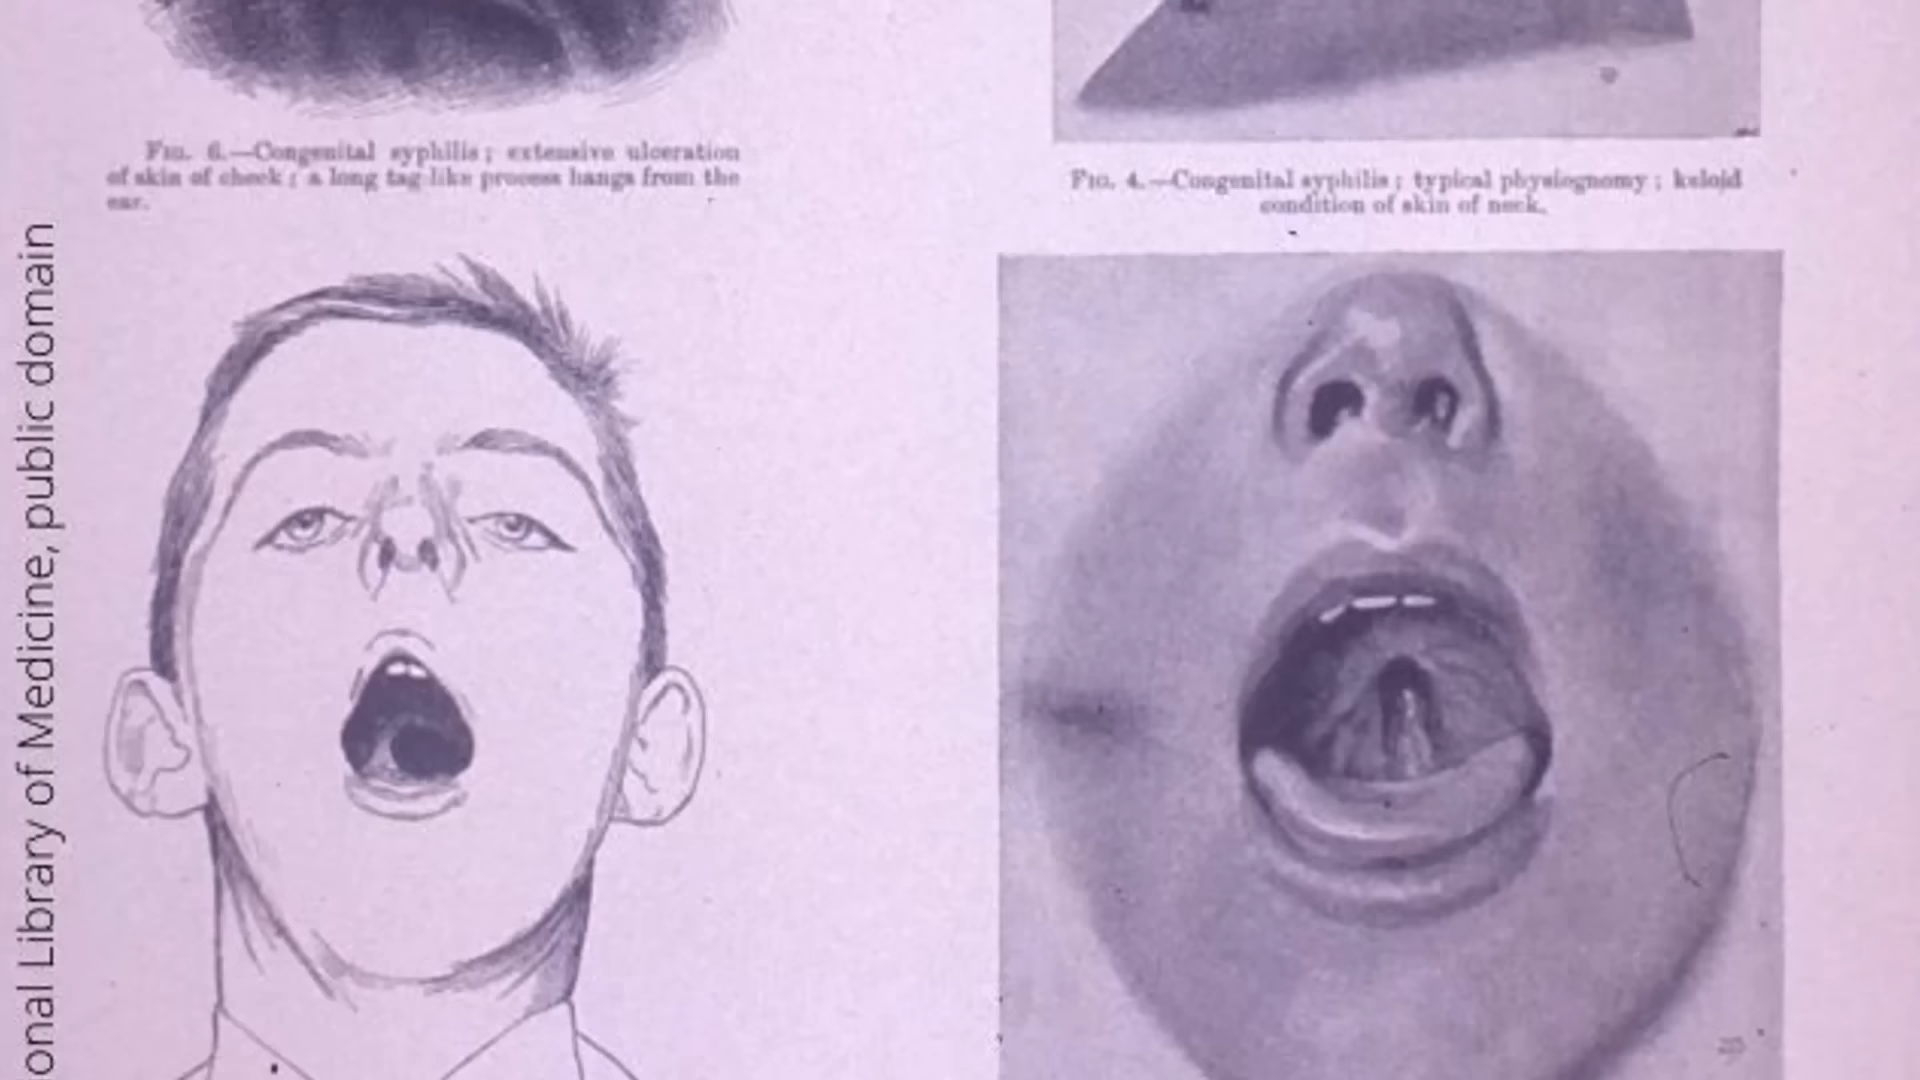 Fig. 6.—Congenital syphilis; extensive ulceration
of skin of cheek; a long tag-like process hangs from the
ear.
Fig. 4.—Congenital syphilis; typical physiognomy; keloid
condition of skin of neck.
onal Library of Medicine, public domain